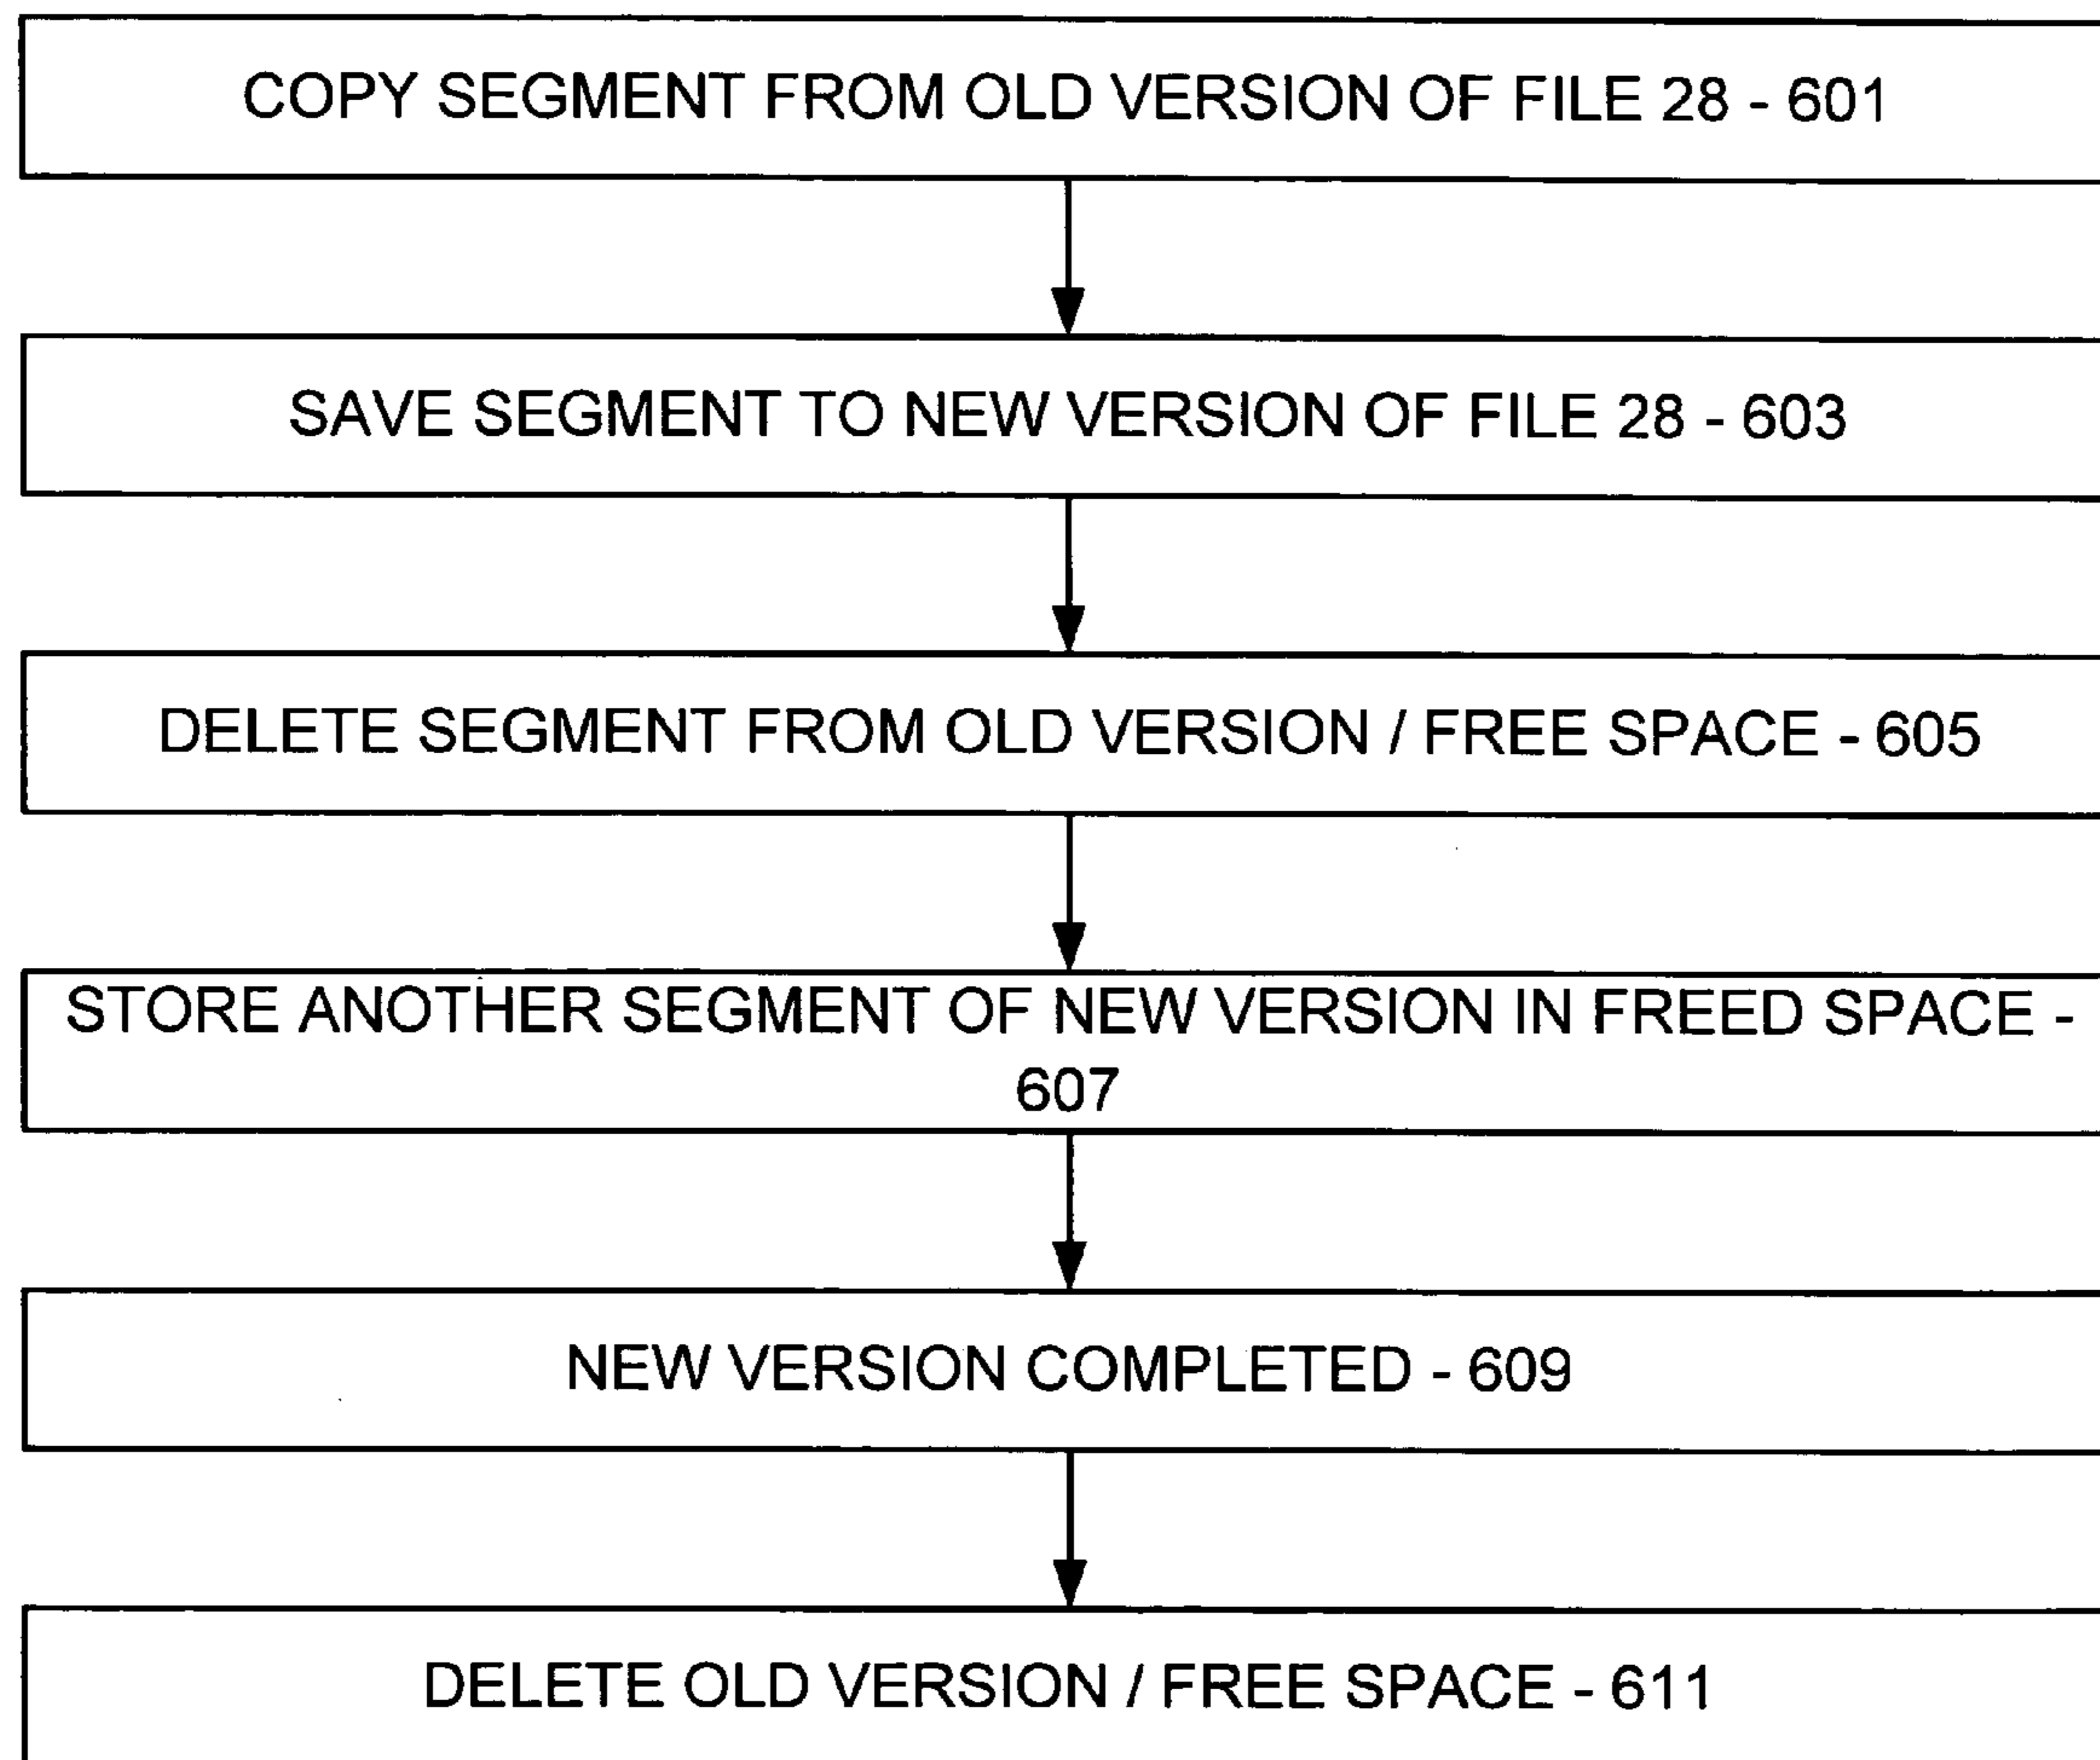 COPY SEGMENT FROM OLD VERSION OF FILE 28 - 601
SAVE SEGMENT TO NEW VERSION OF FILE 28 - 603
DELETE SEGMENT FROM OLD VERSION / FREE SPACE - 605
STORE ANOTHER SEGMENT OF NEW VERSION IN FREED SPACE -
607
NEW VERSION COMPLETED - 609
DELETE OLD VERSION / FREE SPACE - 611